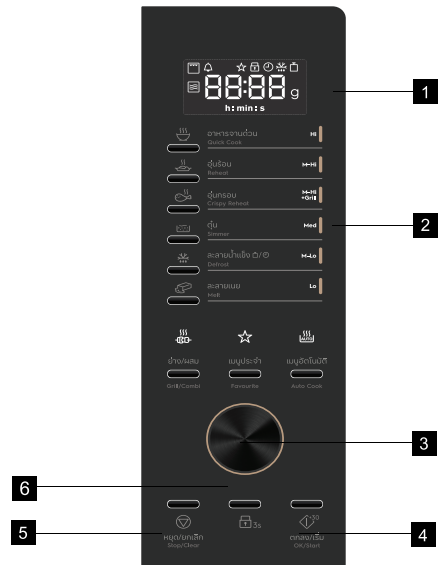 88:88 g
h: min: s
1
อาหารจานด่วน HI
Quick Cook
อุ่นร้อน M-HI
Reheat
อุ่นกรอบ M-HI
Crispy Reheat +Grill
2
ตุ๋น Med
Simmer
ละลายน้ำแข็ง M-Lo
Defrost
ละลายเนย Lo
Melt
AUTO
ย่าง/ผสม เมนูประจำ เมนูอัตโนมัติ
Grill/Combi Favourite Auto Cook
3
6
3s +30
5 หยุด/ยกเลิก ตกลง/เริ่ม 4
Stop/Clear OK/Start